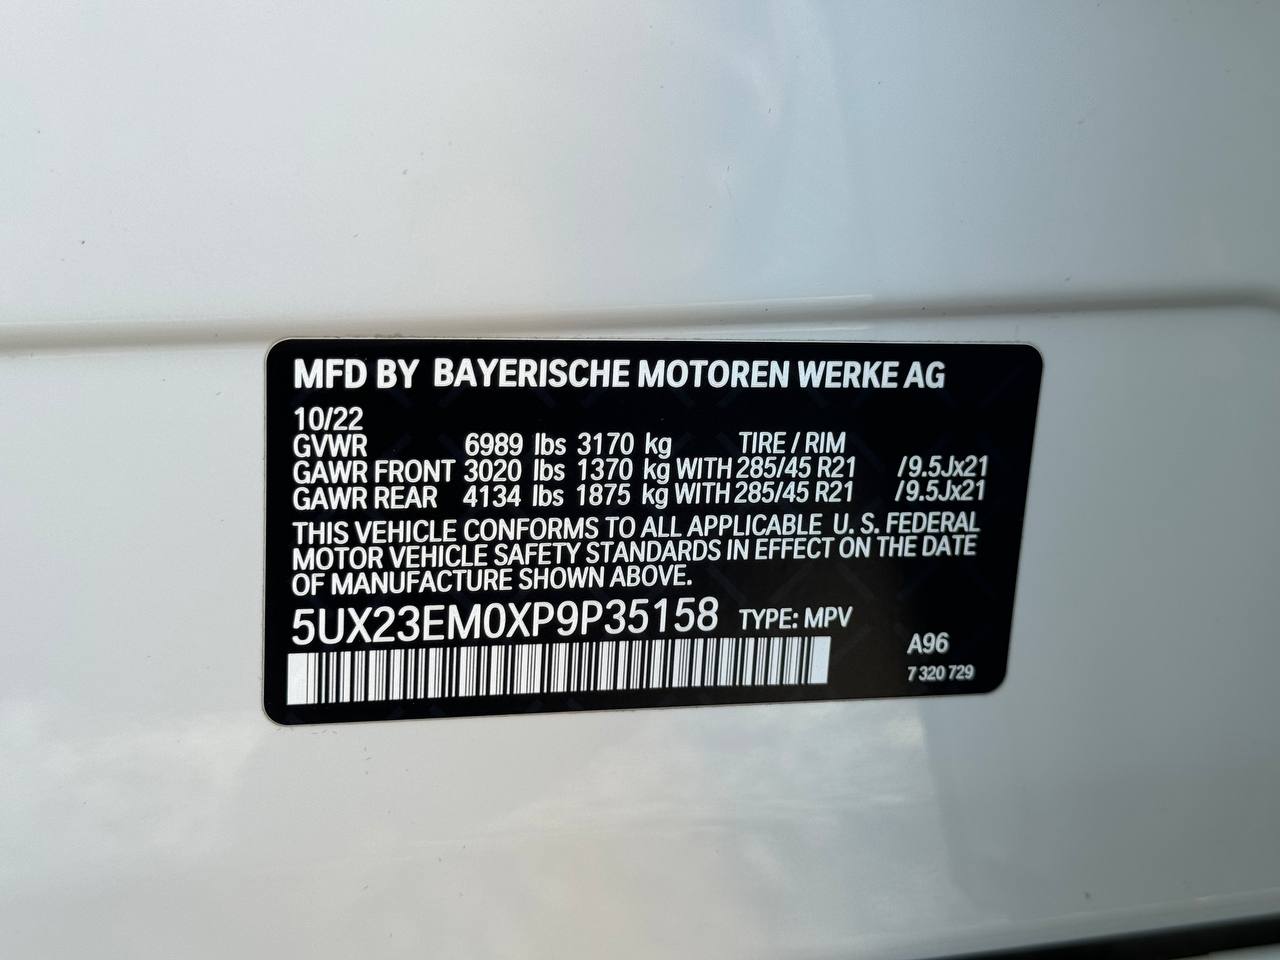 MFD BY BAYERISCHE MOTOREN WERKE AG
10/22
GVWR 6989 lbs 3170 kg TIRE / RIM
GAWR FRONT 3020 lbs 1370 kg WITH 285/45 R21 /9.5Jx21
GAWR REAR 4134 lbs 1875 kg WITH 285/45 R21 /9.5Jx21
THIS VEHICLE CONFORMS TO ALL APPLICABLE U. S. FEDERAL
MOTOR VEHICLE SAFETY STANDARDS IN EFFECT ON THE DATE
OF MANUFACTURE SHOWN ABOVE.
5UX23EM0XP9P35158 TYPE: MPV
A96
7 320 729